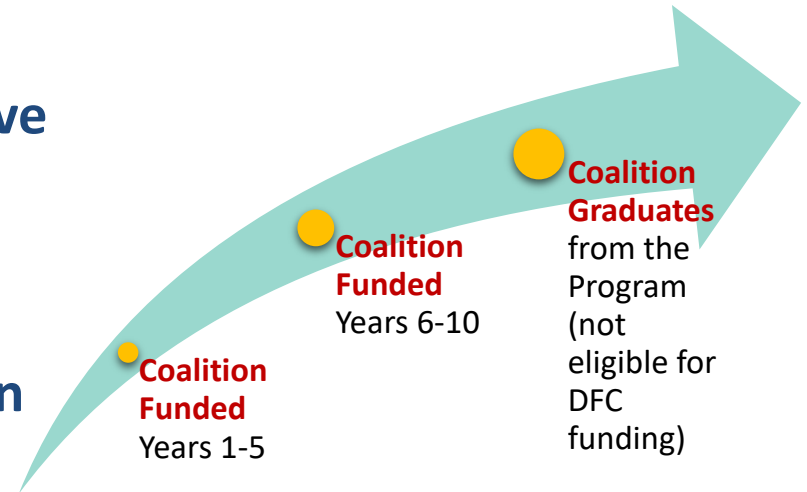 ve
n
Coalition
Funded
Years 1-5
Coalition
Funded
Years 6-10
Coalition
Graduates
from the
Program
(not
eligible for
DFC
funding)